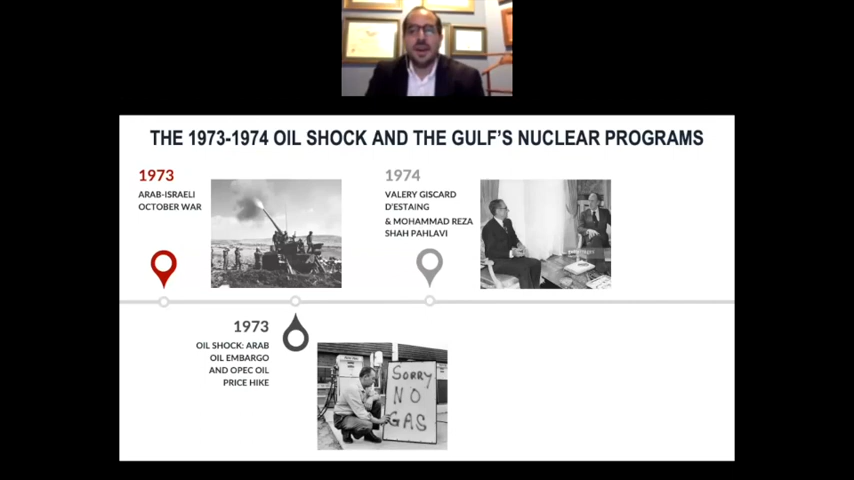 THE 1973-1974 OIL SHOCK AND THE GULF'S NUCLEAR PROGRAMS
1973
ARAB-ISRAELI
OCTOBER WAR
1974
VALERY GISCARD
D'ESTAING
& MOHAMMAD REZA
SHAH PAHLAVI
1973
OIL SHOCK: ARAB
OIL EMBARGO
AND OPEC OIL
PRICE HIKE
SORRY
NO
GAS